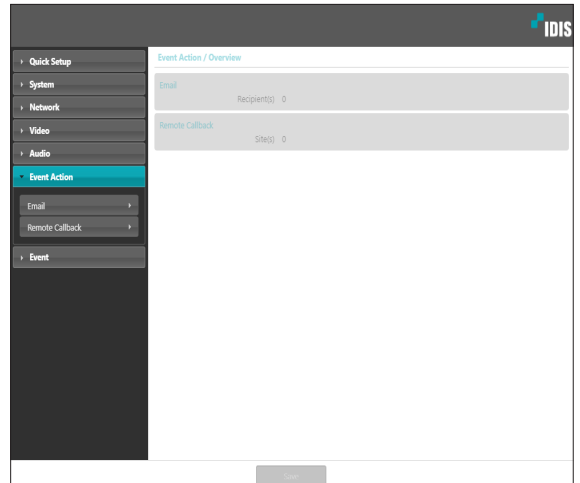 IDIS
Quick Setup
System
Network
Video
Audio
Event Action
Email
Remote Callback
Event
Event Action / Overview
Email
Recipient(s) 0
Remote Callback
Site(s) 0
Save